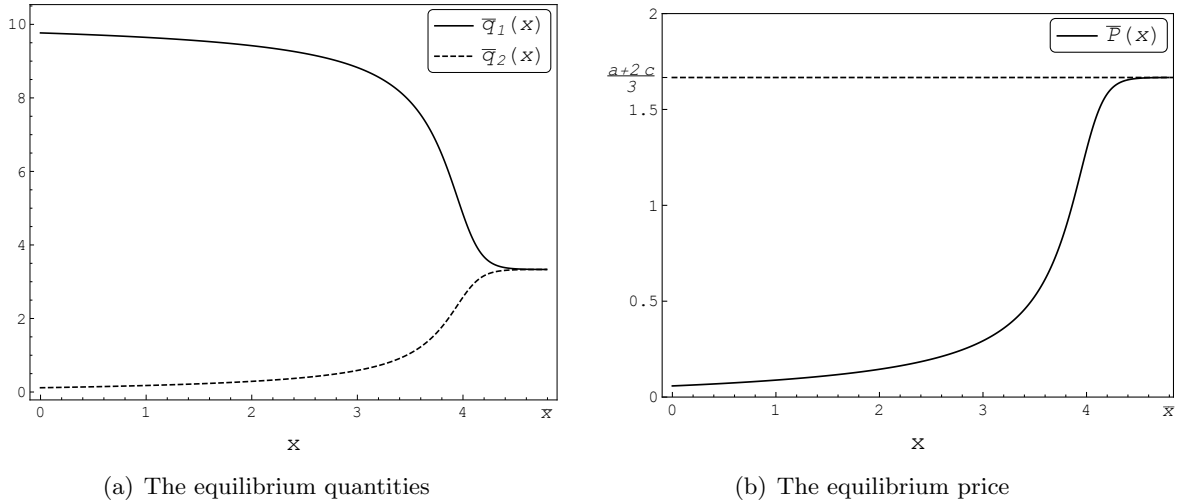 10
8
6
4
2
0
q̅₁(x)
q̅₂(x)
0 1 2 3 4 x̅
x
(a) The equilibrium quantities
2
a+2 c
3
1.5
1
0.5
0
P̅(x)
0 1 2 3 4 x̅
x
(b) The equilibrium price